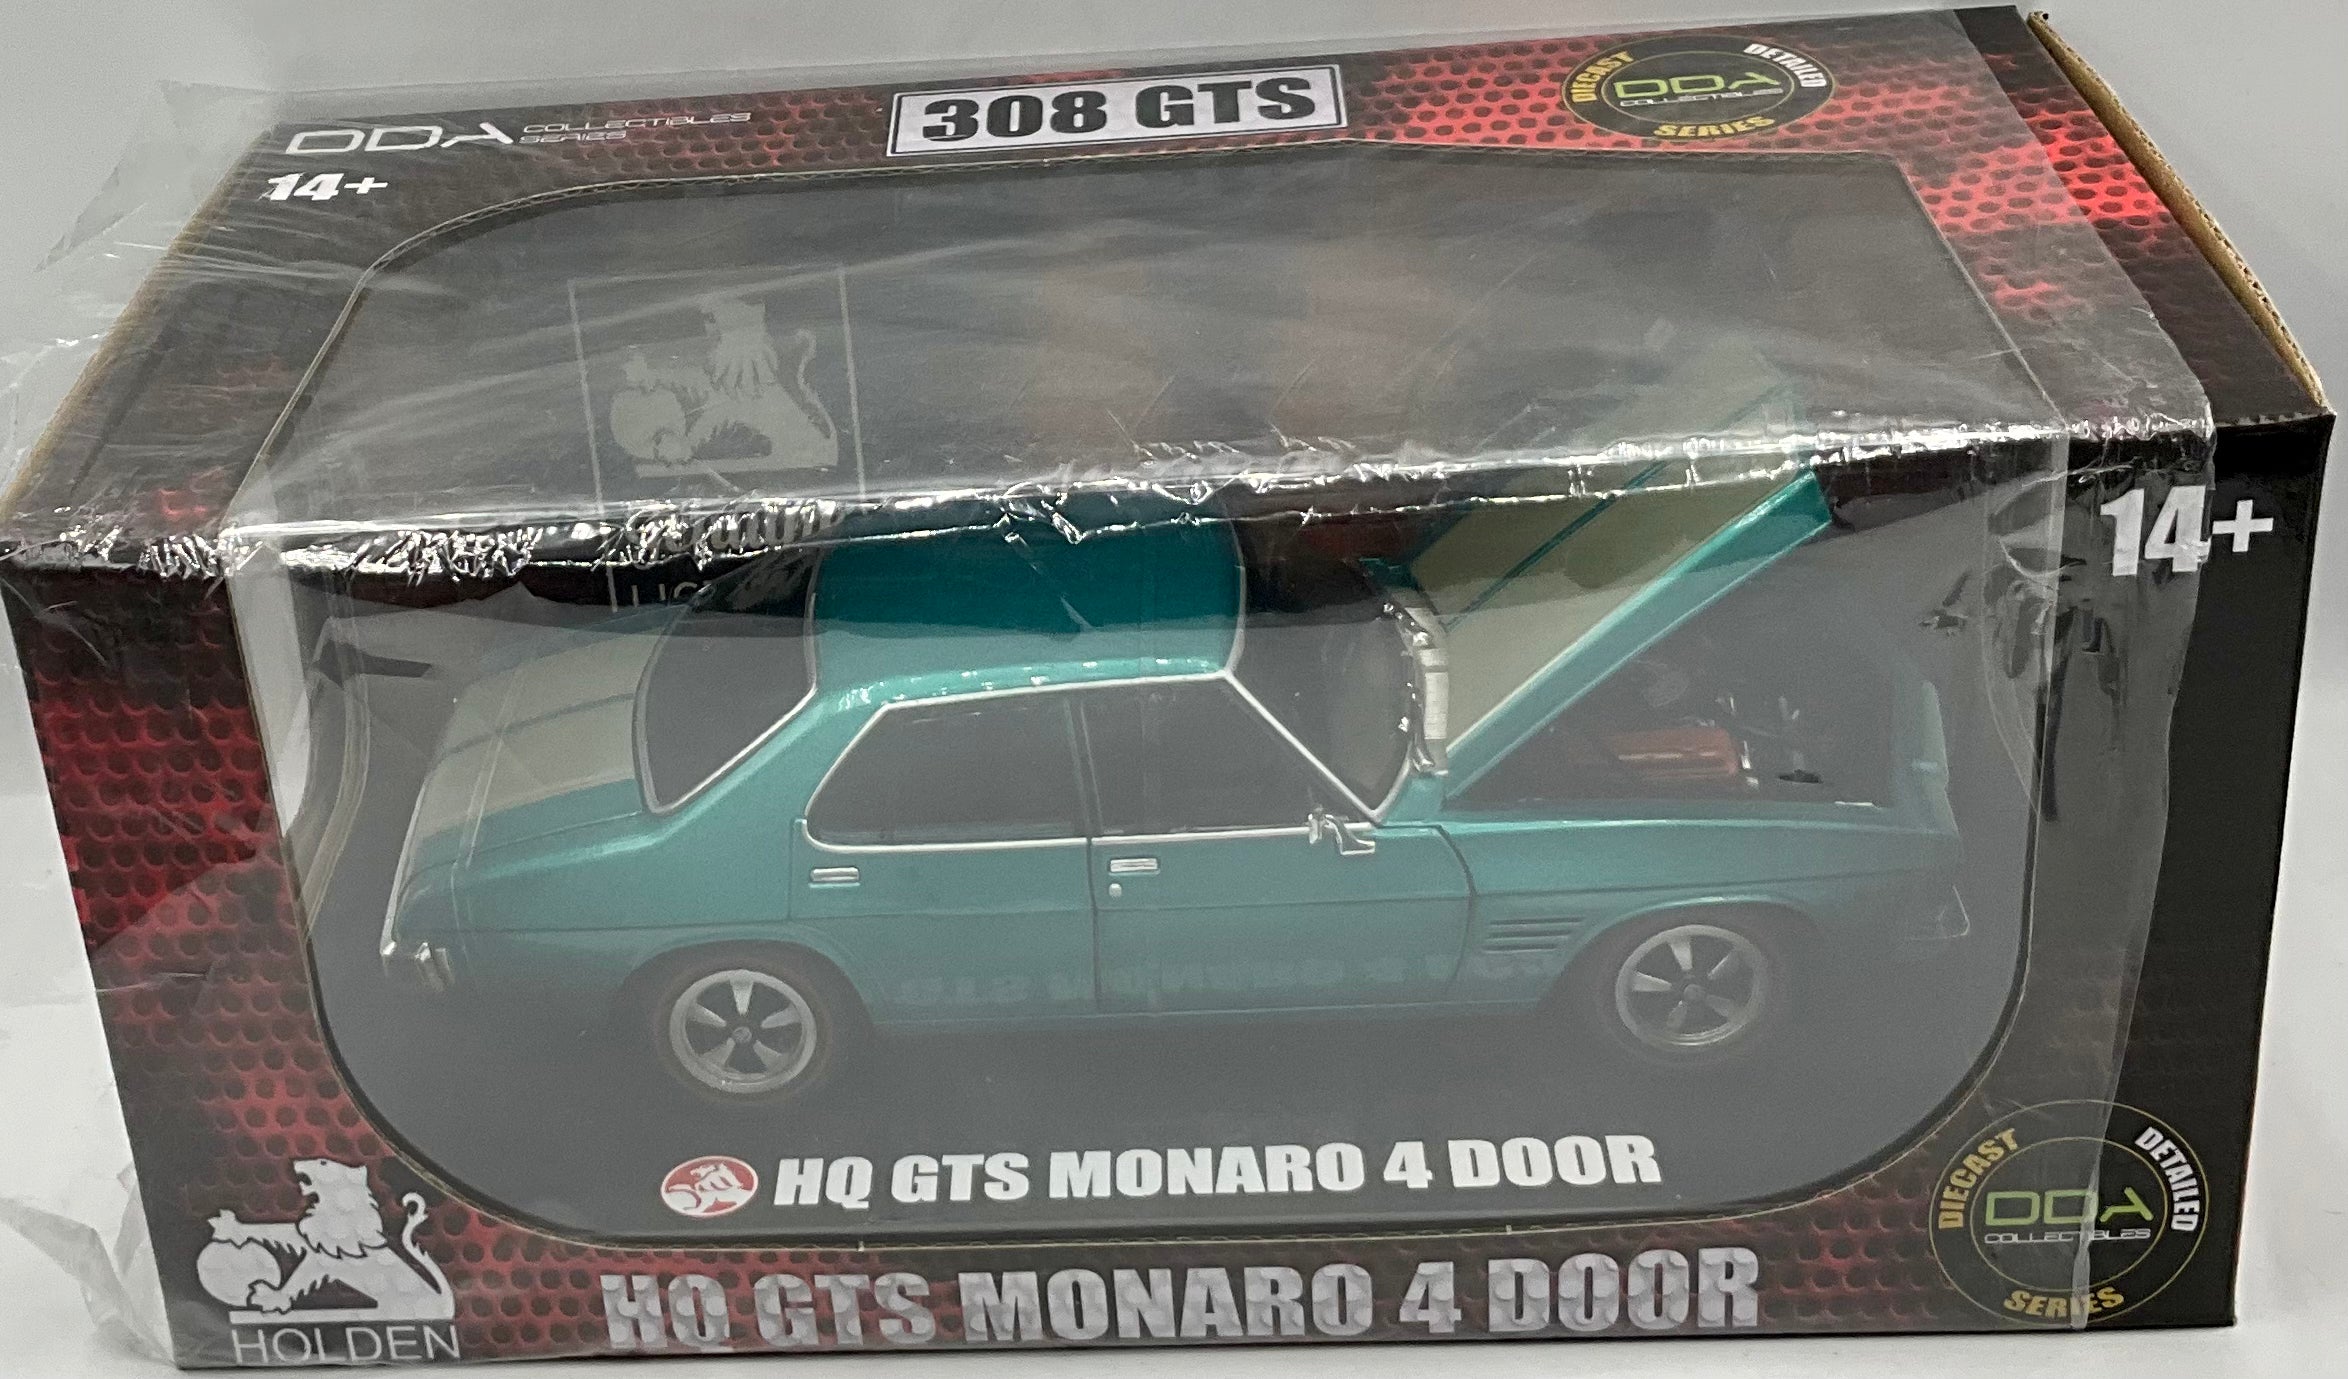 DDA COLLECTIBLES
SERIES
14+
308 GTS
DIECAST DETAILED
DDA
COLLECTIBLES
SERIES
14+
HQ GTS MONARO 4 DOOR
HOLDEN
HQ GTS MONARO 4 DOOR
DIECAST DETAILED
DDA
COLLECTIBLES
SERIES